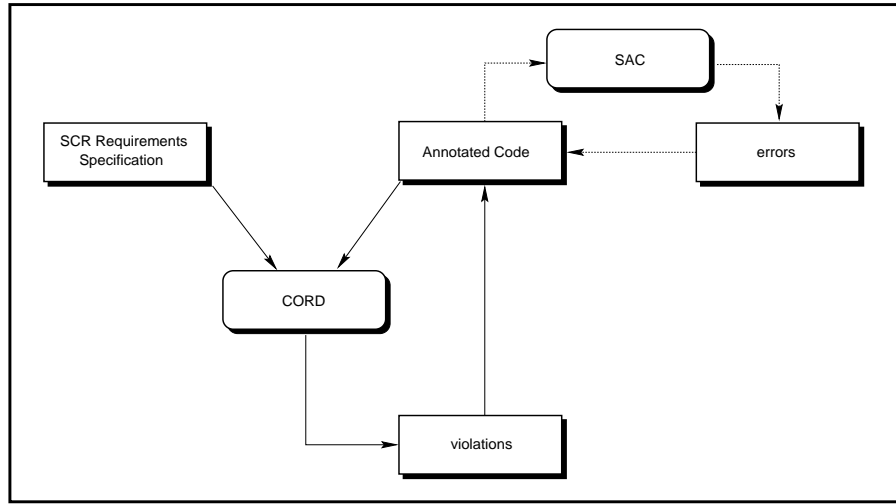 SAC
SCR Requirements
Specification
Annotated Code
errors
CORD
violations